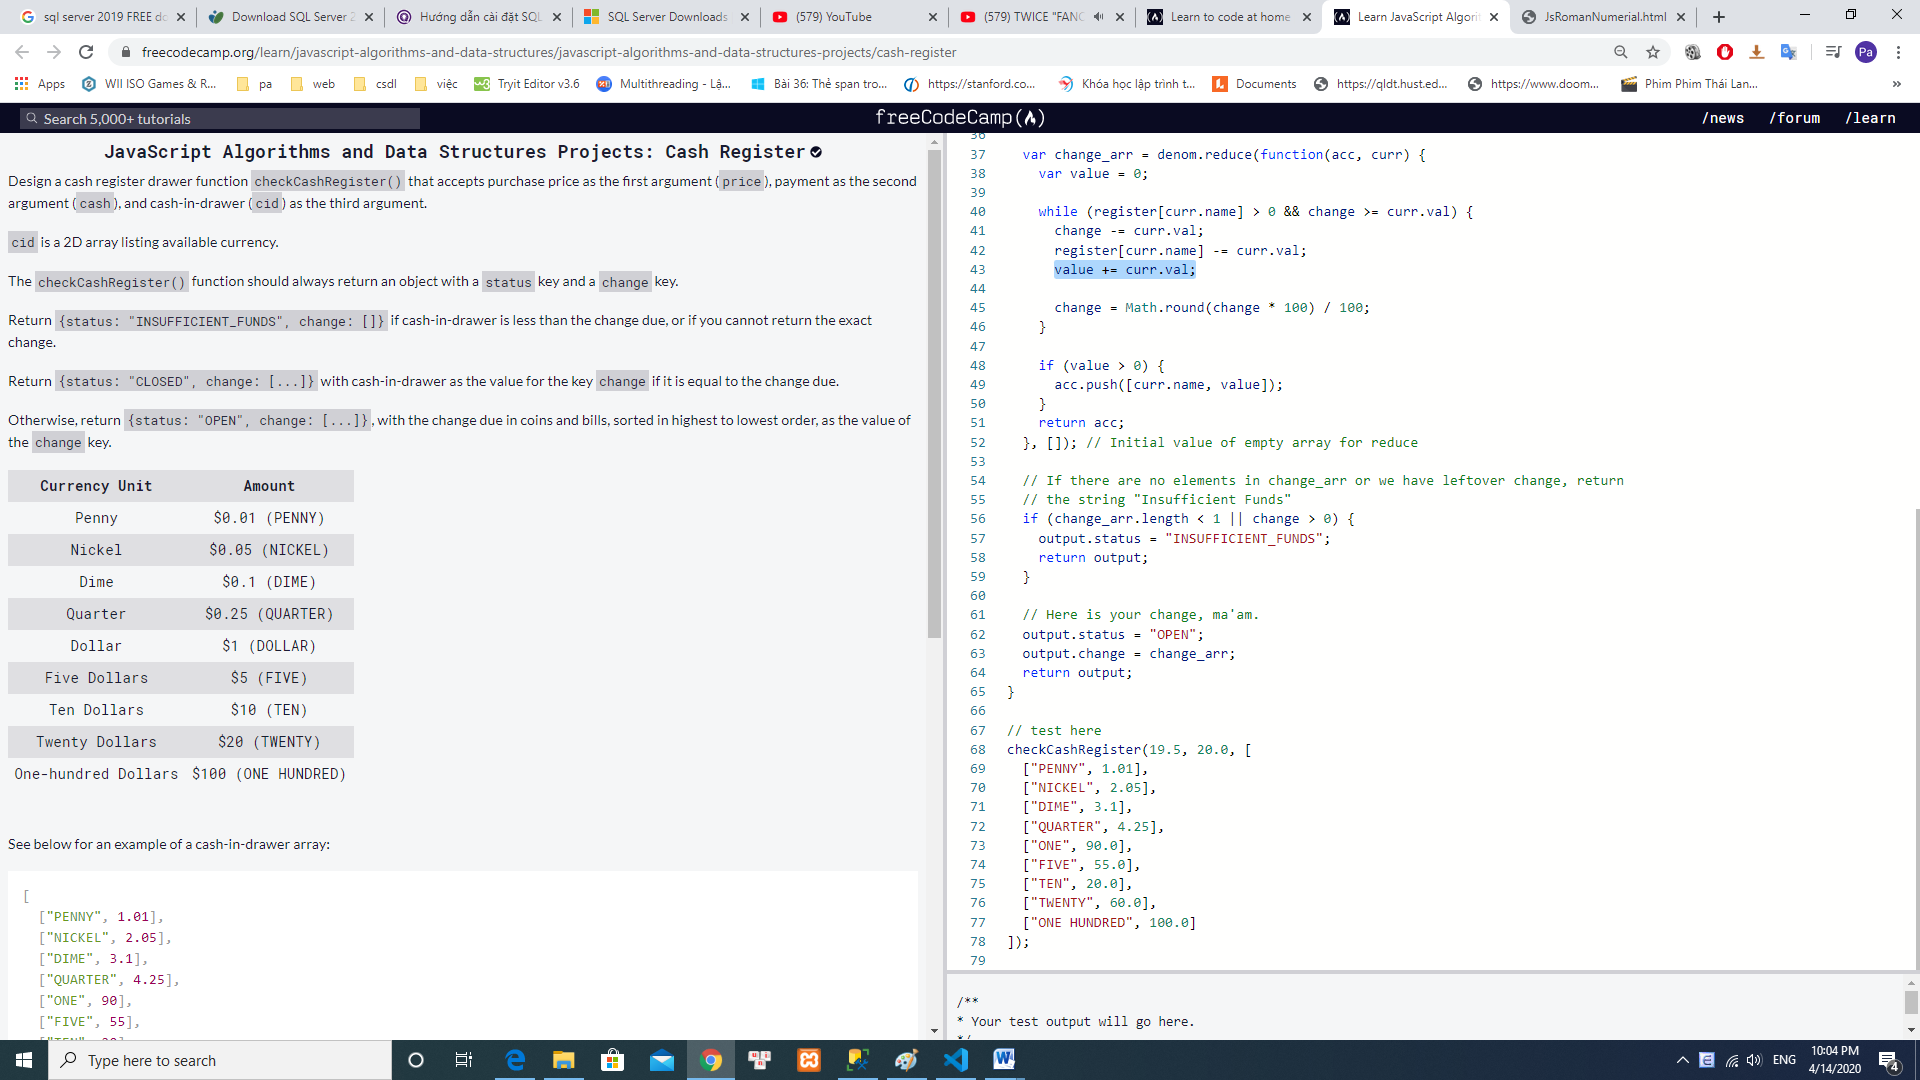 sql server 2019 FREE do
Download SQL Server 2
Hướng dẫn cài đặt SQL
SQL Server Downloads
(579) YouTube
(579) TWICE "FANC
Learn to code at home
Learn JavaScript Algorit
JsRomanNumerial.html
freecodecamp.org/learn/javascript-algorithms-and-data-structures/javascript-algorithms-and-data-structures-projects/cash-register
Pa
Apps
WII ISO Games & R...
pa
web
csdl
việc
Tryit Editor v3.6
Multithreading - Lậ...
Bài 36: Thẻ span tro...
https://stanford.co...
Khóa học lập trình t...
Documents
https://qldt.hust.ed...
https://www.doom...
Phim Phim Thái Lan...
»
Search 5,000+ tutorials
freeCodeCamp
/news /forum /learn
JavaScript Algorithms and Data Structures Projects: Cash Register
Design a cash register drawer function checkCashRegister() that accepts purchase price as the first argument (price), payment as the second
argument (cash), and cash-in-drawer (cid) as the third argument.
cid is a 2D array listing available currency.
The checkCashRegister() function should always return an object with a status key and a change key.
Return {status: "INSUFFICIENT_FUNDS", change: []} if cash-in-drawer is less than the change due, or if you cannot return the exact
change.
Return {status: "CLOSED", change: [...]} with cash-in-drawer as the value for the key change if it is equal to the change due.
Otherwise, return {status: "OPEN", change: [...]}, with the change due in coins and bills, sorted in highest to lowest order, as the value of
the change key.
Currency Unit Amount
Penny $0.01 (PENNY)
Nickel $0.05 (NICKEL)
Dime $0.1 (DIME)
Quarter $0.25 (QUARTER)
Dollar $1 (DOLLAR)
Five Dollars $5 (FIVE)
Ten Dollars $10 (TEN)
Twenty Dollars $20 (TWENTY)
One-hundred Dollars $100 (ONE HUNDRED)
See below for an example of a cash-in-drawer array:
[
["PENNY", 1.01],
["NICKEL", 2.05],
["DIME", 3.1],
["QUARTER", 4.25],
["ONE", 90],
["FIVE", 55],
36
37 var change_arr = denom.reduce(function(acc, curr) {
38 var value = 0;
39
40 while (register[curr.name] > 0 && change >= curr.val) {
41 change -= curr.val;
42 register[curr.name] -= curr.val;
43 value += curr.val;
44
45 change = Math.round(change * 100) / 100;
46 }
47
48 if (value > 0) {
49 acc.push([curr.name, value]);
50 }
51 return acc;
52 }, []); // Initial value of empty array for reduce
53
54 // If there are no elements in change_arr or we have leftover change, return
55 // the string "Insufficient Funds"
56 if (change_arr.length < 1 || change > 0) {
57 output.status = "INSUFFICIENT_FUNDS";
58 return output;
59 }
60
61 // Here is your change, ma'am.
62 output.status = "OPEN";
63 output.change = change_arr;
64 return output;
65 }
66
67 // test here
68 checkCashRegister(19.5, 20.0, [
69 ["PENNY", 1.01],
70 ["NICKEL", 2.05],
71 ["DIME", 3.1],
72 ["QUARTER", 4.25],
73 ["ONE", 90.0],
74 ["FIVE", 55.0],
75 ["TEN", 20.0],
76 ["TWENTY", 60.0],
77 ["ONE HUNDRED", 100.0]
78 ]);
79
/**
* Your test output will go here.
Type here to search
ENG
10:04 PM
4/14/2020
4